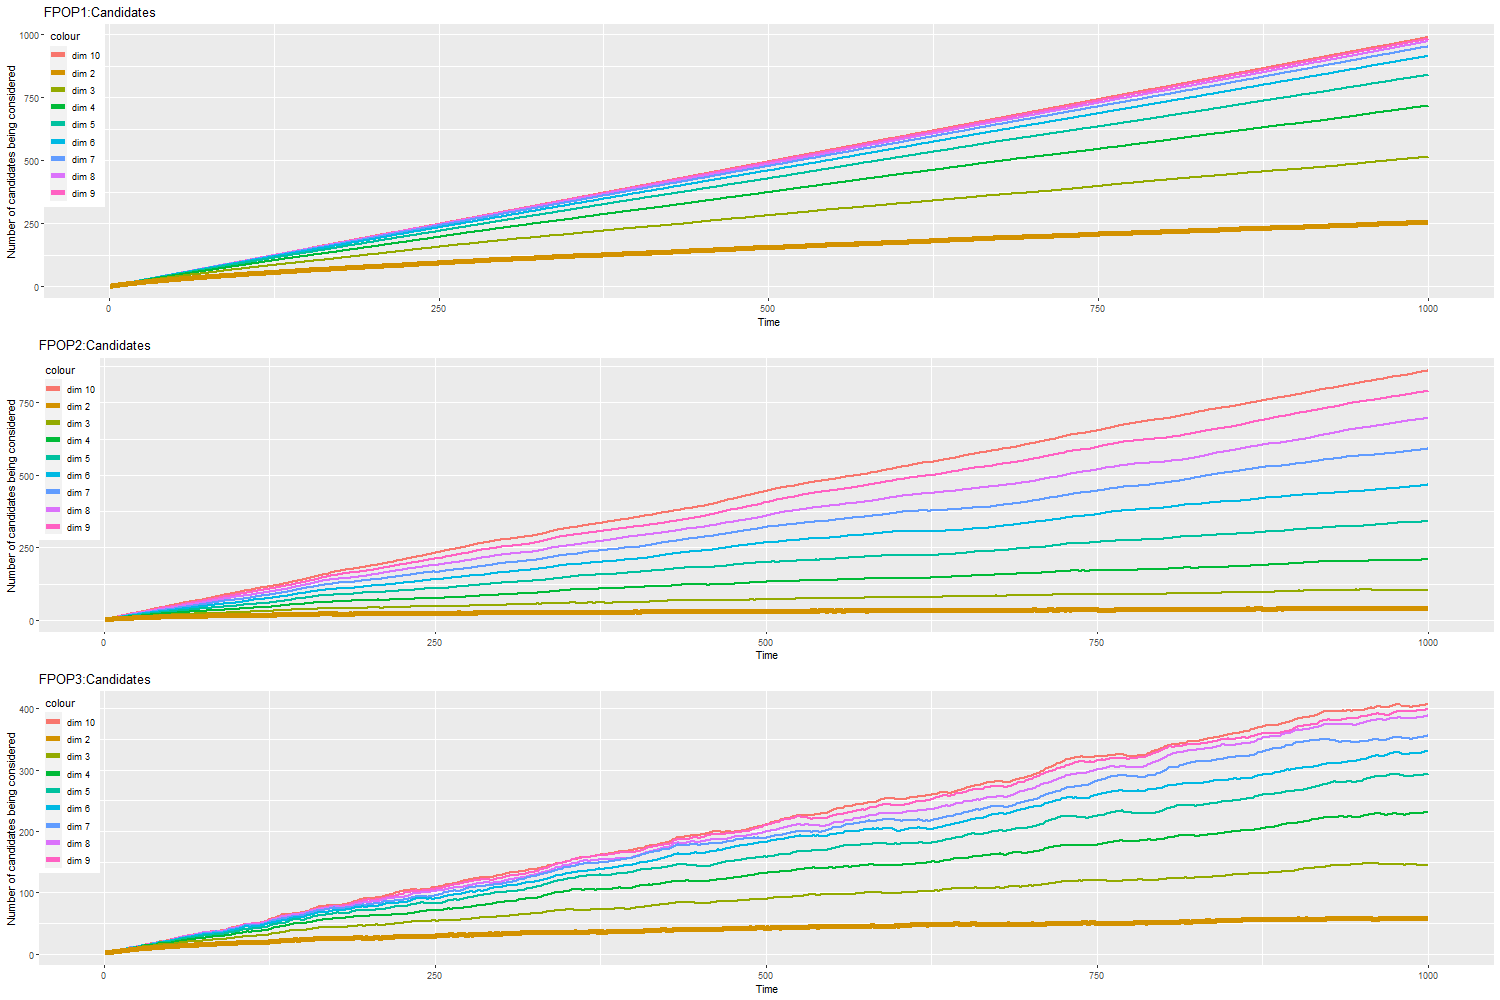 FPOP1:Candidates
Number of candidates being considered
1000
750
500
250
0
colour
dim 10
dim 2
dim 3
dim 4
dim 5
dim 6
dim 7
dim 8
dim 9
0 250 500 750 1000
Time
FPOP2:Candidates
Number of candidates being considered
750
500
250
0
colour
dim 10
dim 2
dim 3
dim 4
dim 5
dim 6
dim 7
dim 8
dim 9
0 250 500 750 1000
Time
FPOP3:Candidates
Number of candidates being considered
400
300
200
100
0
colour
dim 10
dim 2
dim 3
dim 4
dim 5
dim 6
dim 7
dim 8
dim 9
0 250 500 750 1000
Time